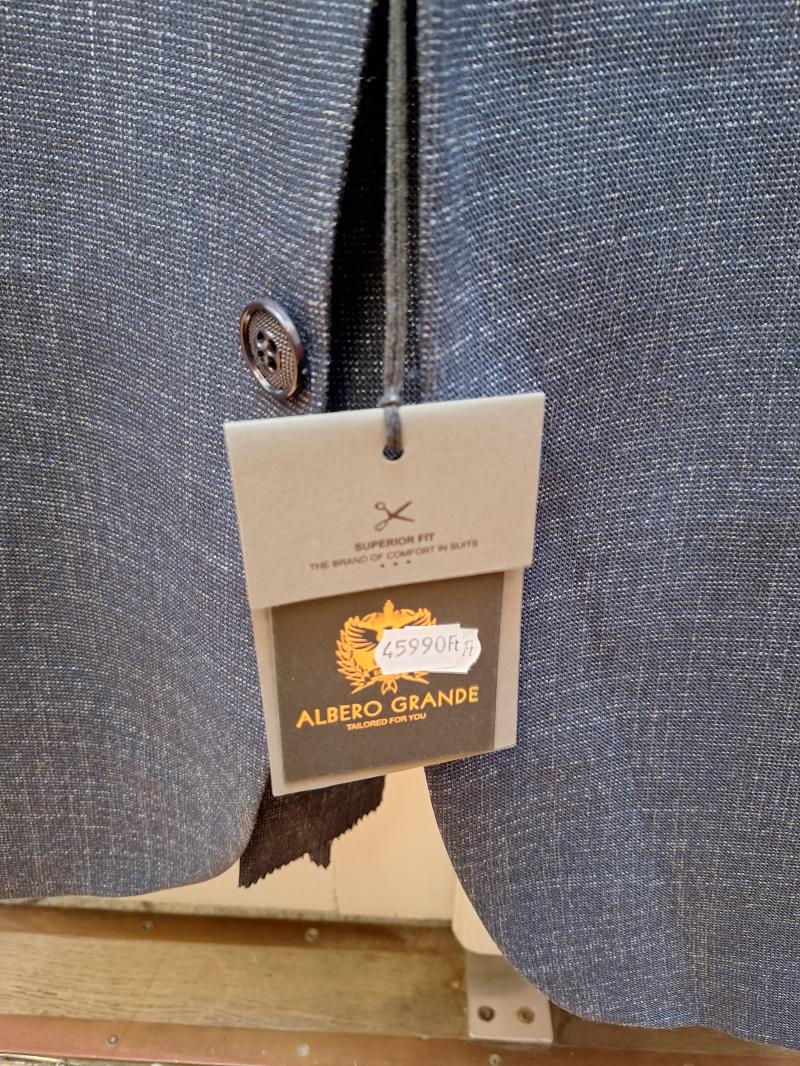 SUPERIOR FIT
THE BRAND OF COMFORT IN SUITS
45990Ft Ft
ALBERO GRANDE
TAILORED FOR YOU